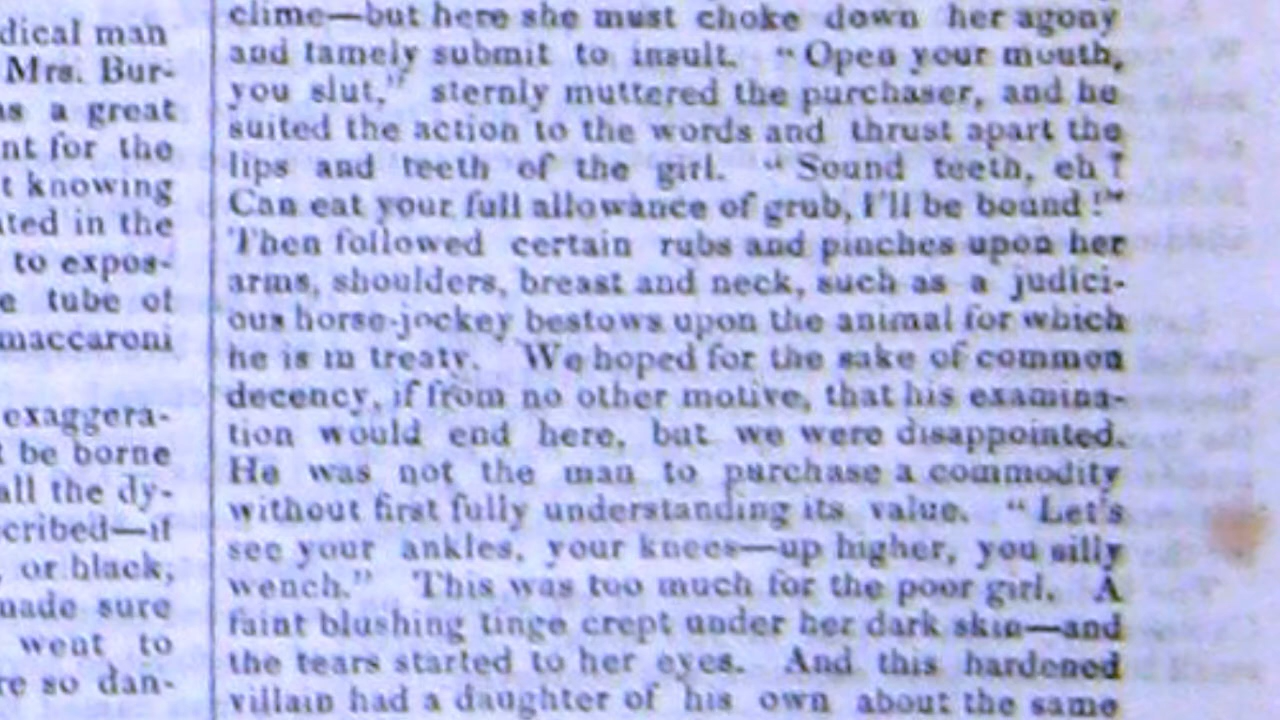 dical man
Mrs. Bur-
as a great
nt for the
t knowing
ated in the
to expos-
e tube of
maccaroni
exaggera-
t be borne
all the dy-
cribed—if
, or black,
made sure
went to
re so dan-
clime—but here she must choke down her agony
and tamely submit to insult. "Open your mouth,
you slut," sternly muttered the purchaser, and he
suited the action to the words and thrust apart the
lips and teeth of the girl. "Sound teeth, eh?
Can eat your full allowance of grub, I'll be bound!"
Then followed certain rubs and pinches upon her
arms, shoulders, breast and neck, such as a judici-
ous horse-jockey bestows upon the animal for which
he is in treaty. We hoped for the sake of common
decency, if from no other motive, that his examina-
tion would end here, but we were disappointed.
He was not the man to purchase a commodity
without first fully understanding its value. "Let's
see your ankles, your knees—up higher, you silly
wench." This was too much for the poor girl. A
faint blushing tinge crept under her dark skin—and
the tears started to her eyes. And this hardened
villain had a daughter of his own about the same